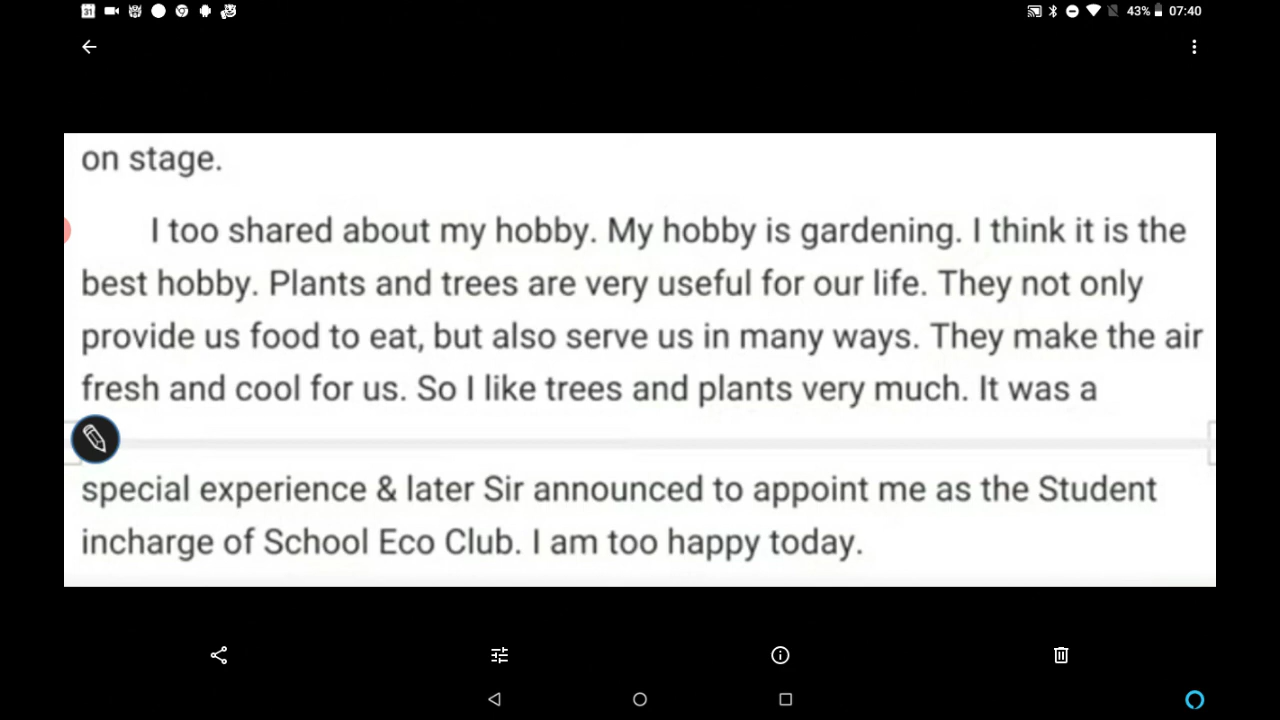 31 43% 07:40
on stage.
I too shared about my hobby. My hobby is gardening. I think it is the
best hobby. Plants and trees are very useful for our life. They not only
provide us food to eat, but also serve us in many ways. They make the air
fresh and cool for us. So I like trees and plants very much. It was a
special experience & later Sir announced to appoint me as the Student
incharge of School Eco Club. I am too happy today.